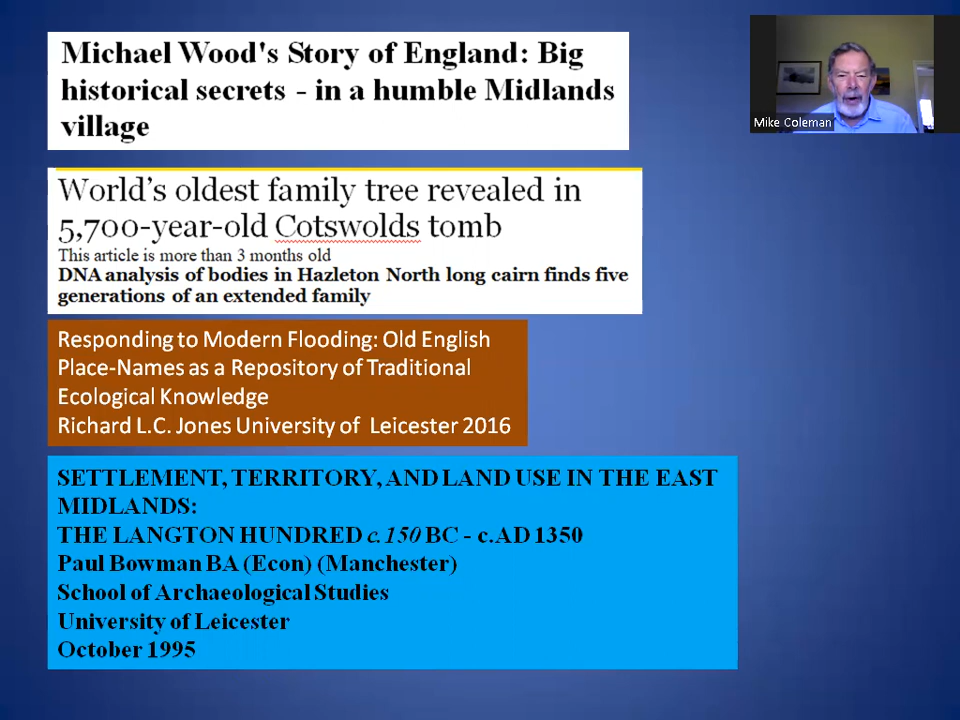 Michael Wood's Story of England: Big
historical secrets - in a humble Midlands
village
Mike Coleman
World's oldest family tree revealed in
5,700-year-old Cotswolds tomb
This article is more than 3 months old
DNA analysis of bodies in Hazleton North long cairn finds five
generations of an extended family
Responding to Modern Flooding: Old English
Place-Names as a Repository of Traditional
Ecological Knowledge
Richard L.C. Jones University of Leicester 2016
SETTLEMENT, TERRITORY, AND LAND USE IN THE EAST
MIDLANDS:
THE LANGTON HUNDRED c.150 BC - c.AD 1350
Paul Bowman BA (Econ) (Manchester)
School of Archaeological Studies
University of Leicester
October 1995